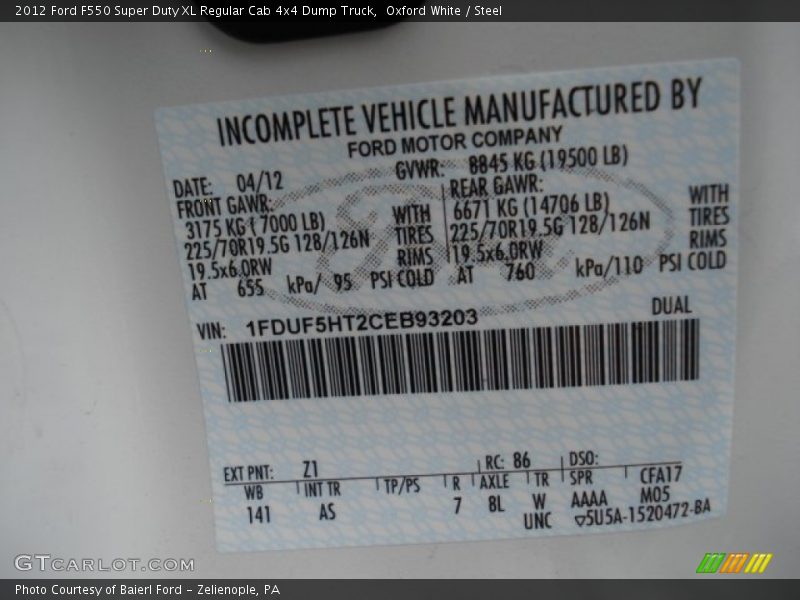 2012 Ford F550 Super Duty XL Regular Cab 4x4 Dump Truck,  Oxford White / Steel
INCOMPLETE VEHICLE MANUFACTURED BY
FORD MOTOR COMPANY
DATE: 04/12 GVWR: 8845 KG (19500 LB)
FRONT GAWR: REAR GAWR:
3175 KG ( 7000 LB) WITH 6671 KG (14706 LB) WITH
225/70R19.5G 128/126N TIRES 225/70R19.5G 128/126N TIRES
19.5x6.0RW RIMS 19.5x6.0RW RIMS
AT 655 kPa/ 95 PSI COLD AT 760 kPa/110 PSI COLD
VIN: 1FDUF5HT2CEB93203 DUAL
EXT PNT: Z1 RC: 86 DSO:
WB INT TR TP/PS R AXLE TR SPR CFA17
141 AS 7 8L W AAAA M05
UNC ▽5U5A-1520472-BA
GTCARLOT.COM
Photo Courtesy of Baierl Ford - Zelienople, PA